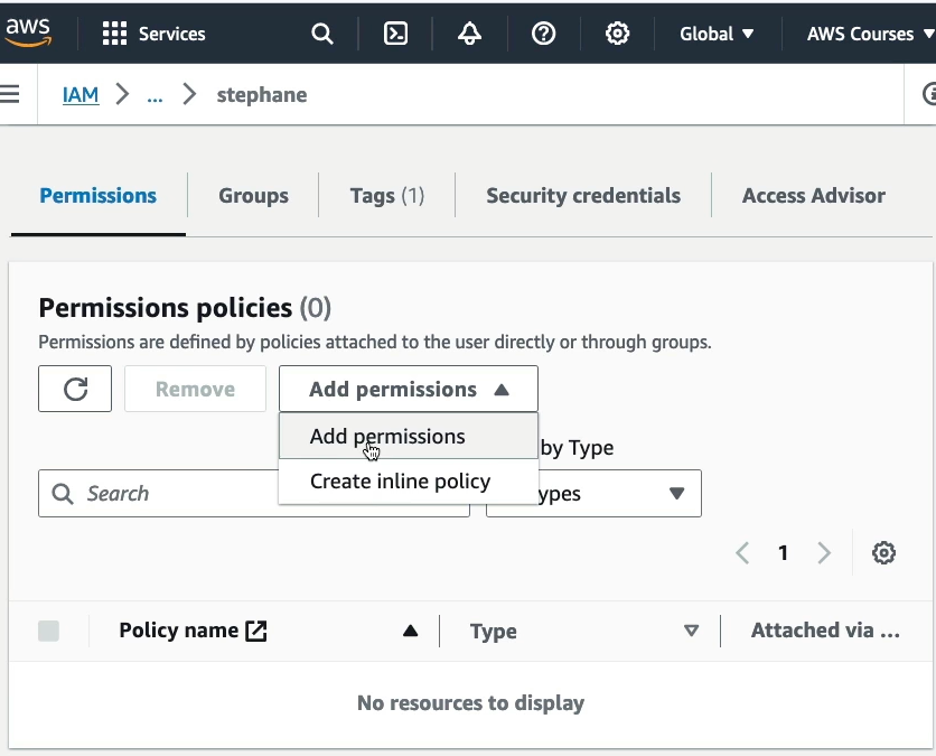 aws Services Global ▼ AWS Courses ▼
IAM > ... > stephane
Permissions Groups Tags (1) Security credentials Access Advisor
Permissions policies (0)
Permissions are defined by policies attached to the user directly or through groups.
Remove Add permissions ▲
Add permissions
by Type
Create inline policy
Search ypes
1
Policy name Type Attached via ...
No resources to display